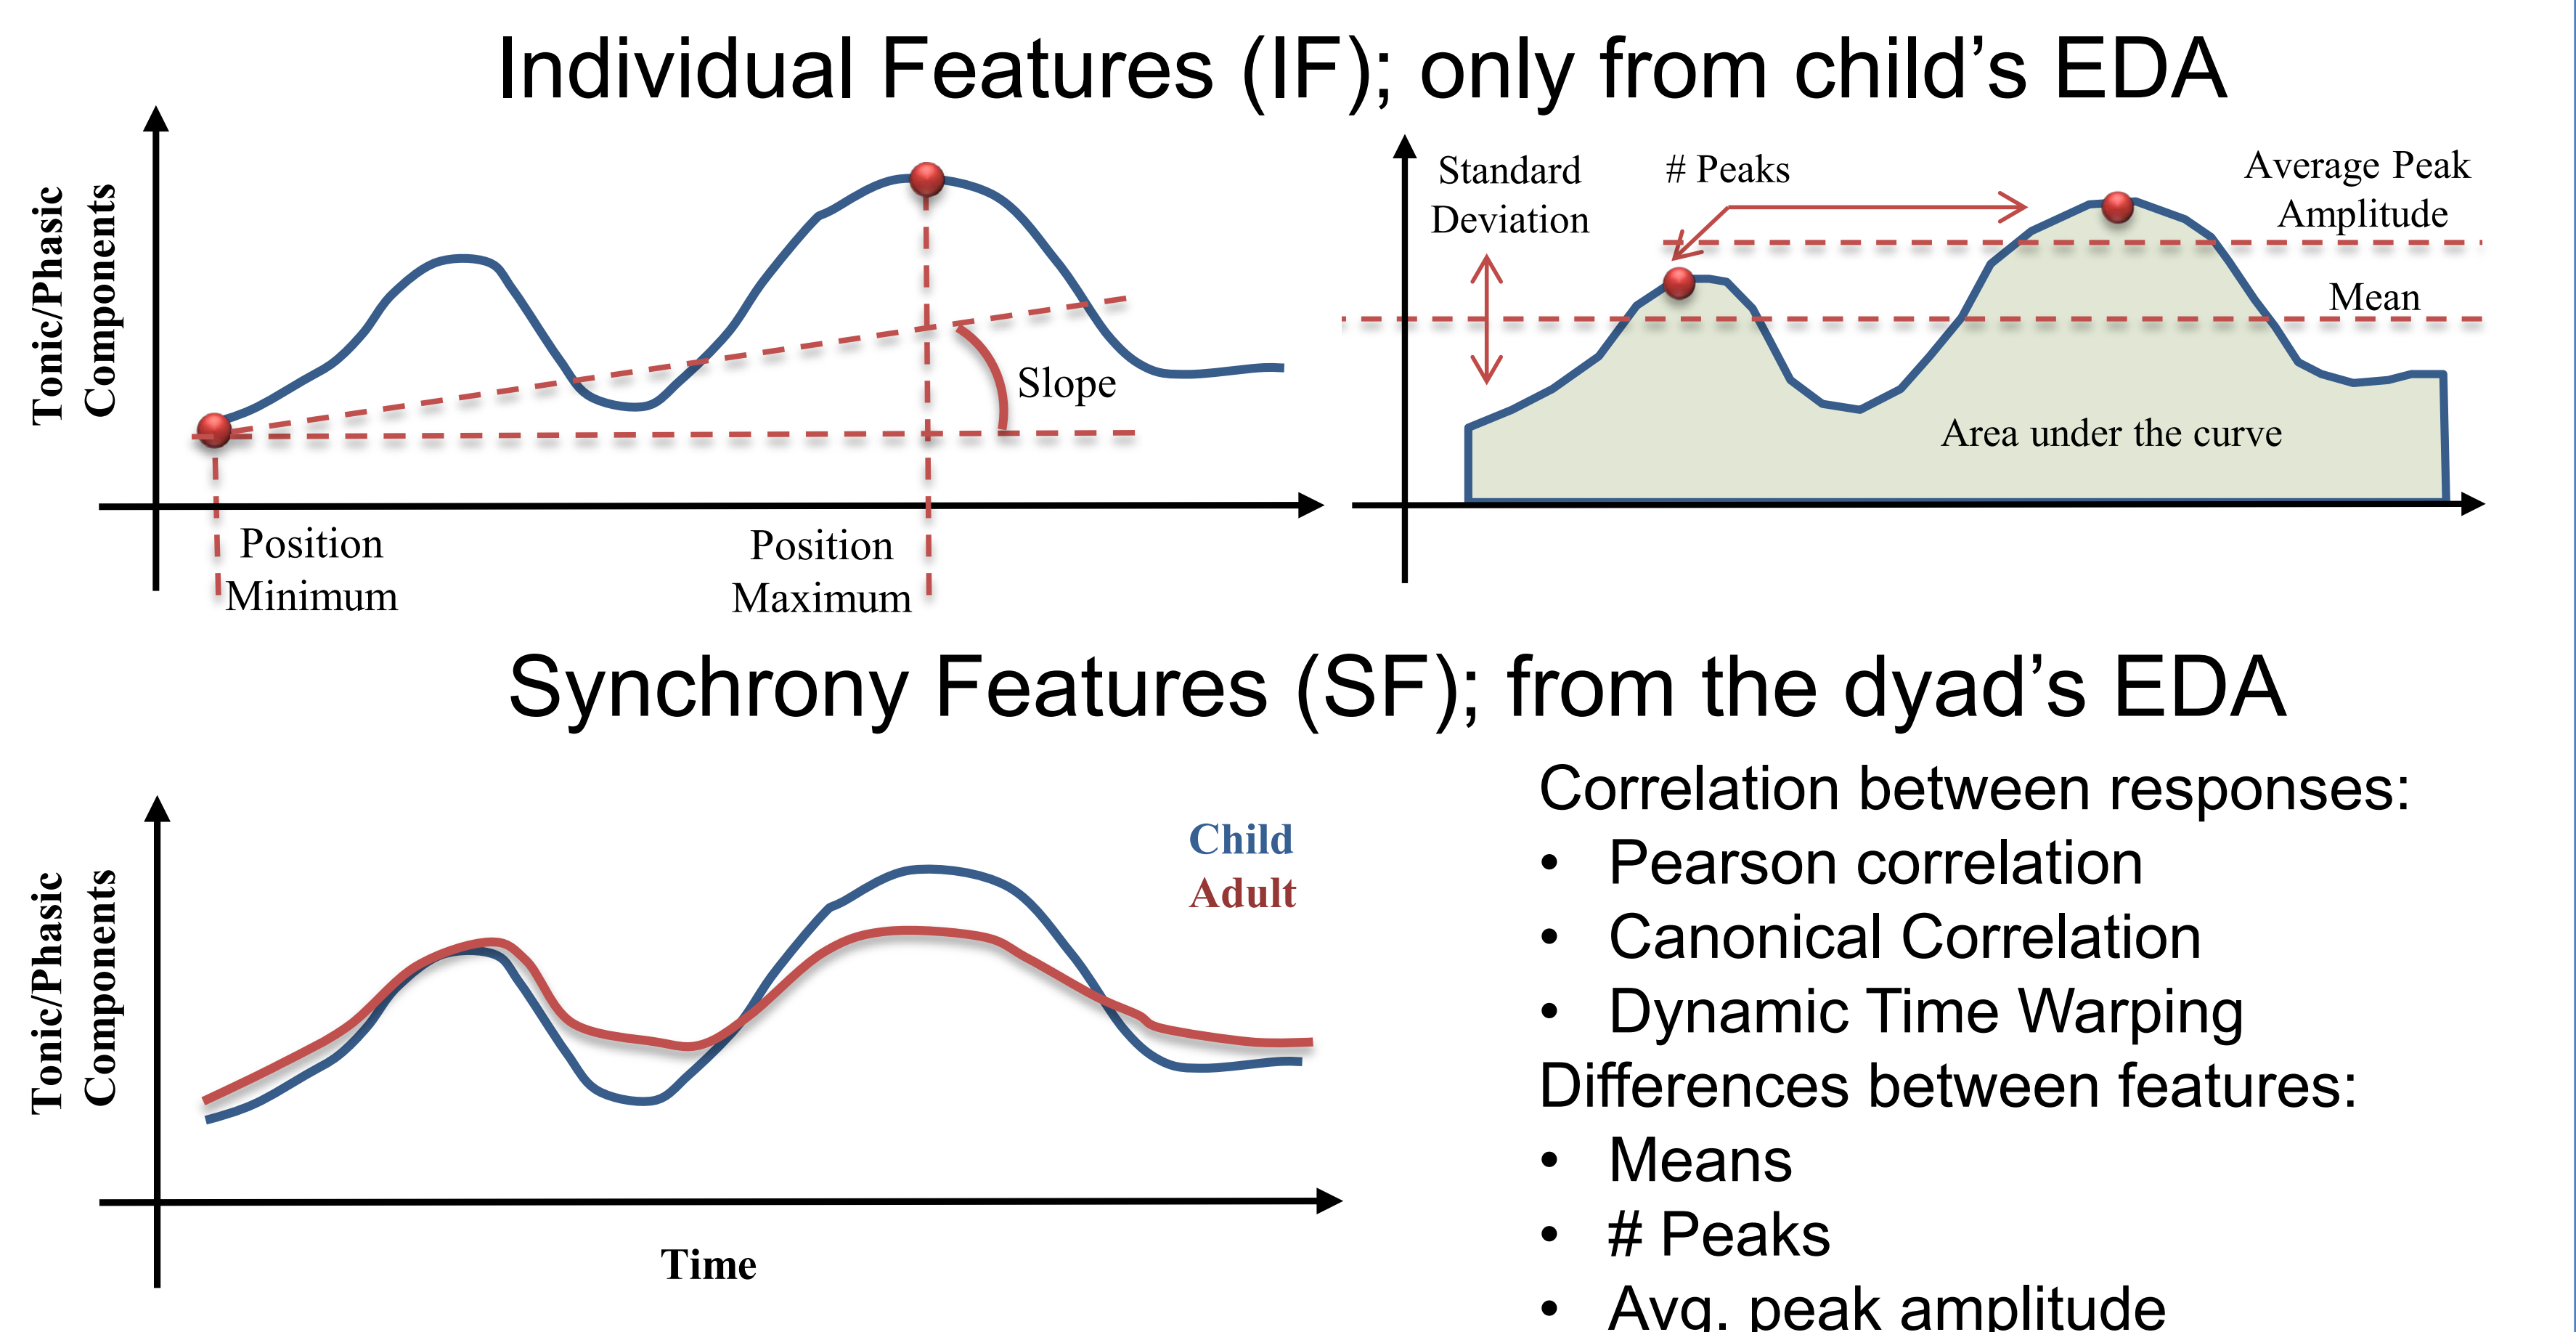 Individual Features (IF); only from child’s EDA
Tonic/Phasic
Components
Slope
Position
Minimum
Position
Maximum
Standard
Deviation
# Peaks
Average Peak
Amplitude
Mean
Area under the curve
Synchrony Features (SF); from the dyad’s EDA
Tonic/Phasic
Components
Child
Adult
Time
Correlation between responses:
• Pearson correlation
• Canonical Correlation
• Dynamic Time Warping
Differences between features:
• Means
• # Peaks
• Avg. peak amplitude